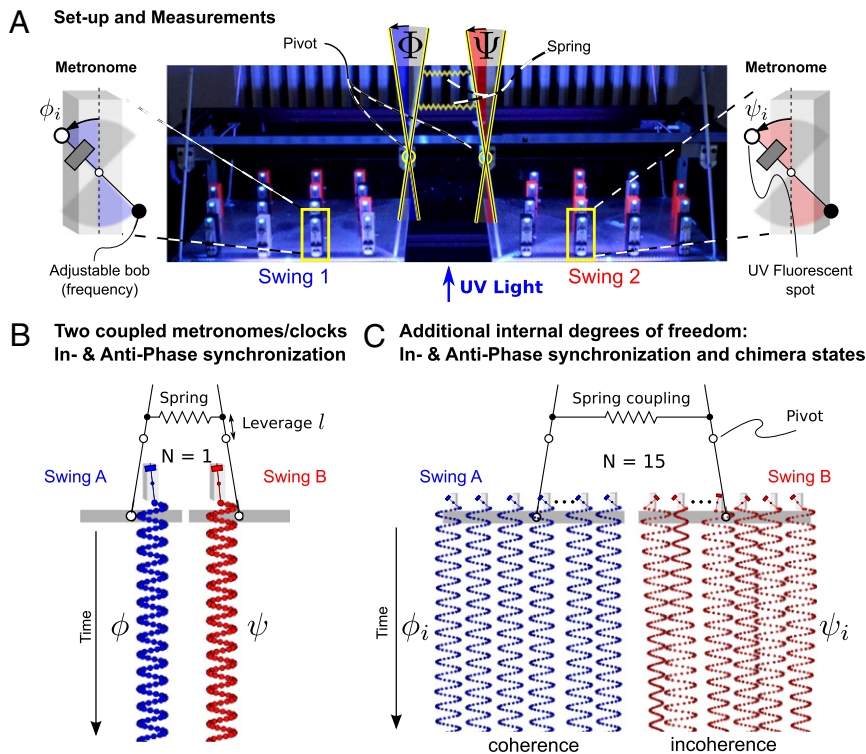 A
Set-up and Measurements
Pivot
Φ
Ψ
Spring
Metronome
Metronome
ϕi
ψi
Adjustable bob
(frequency)
Swing 1
UV Light
Swing 2
UV Fluorescent
spot
B
Two coupled metronomes/clocks
In- & Anti-Phase synchronization
Spring
Leverage l
N = 1
Swing A
Swing B
Time
ϕ
ψ
C
Additional internal degrees of freedom:
In- & Anti-Phase synchronization and chimera states
Spring coupling
Pivot
N = 15
Swing A
Swing B
Time
ϕi
ψi
coherence
incoherence